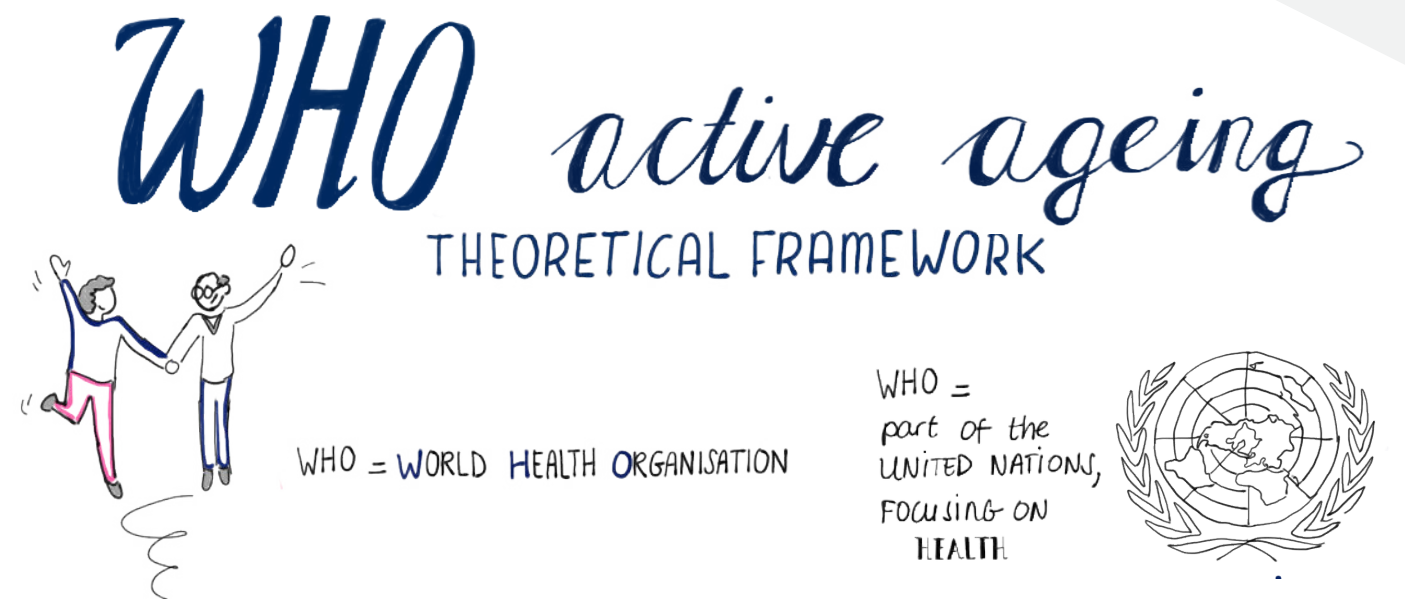 WHO active ageing
THEORETICAL FRAMEWORK
WHO = WORLD HEALTH ORGANISATION
WHO =
part of the
UNITED NATIONS,
FOCUSING ON
HEALTH